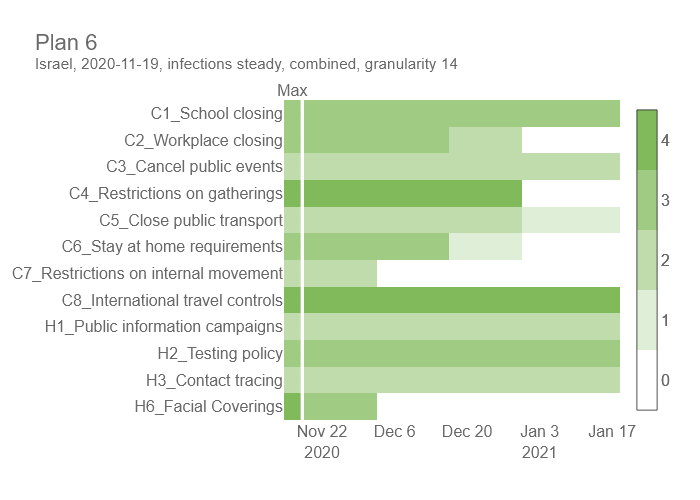 Plan 6
Israel, 2020-11-19, infections steady, combined, granularity 14
Max
C1_School closing
C2_Workplace closing
C3_Cancel public events
C4_Restrictions on gatherings
C5_Close public transport
C6_Stay at home requirements
C7_Restrictions on internal movement
C8_International travel controls
H1_Public information campaigns
H2_Testing policy
H3_Contact tracing
H6_Facial Coverings
Nov 22 Dec 6 Dec 20 Jan 3 Jan 17
2020 2021
4
3
2
1
0